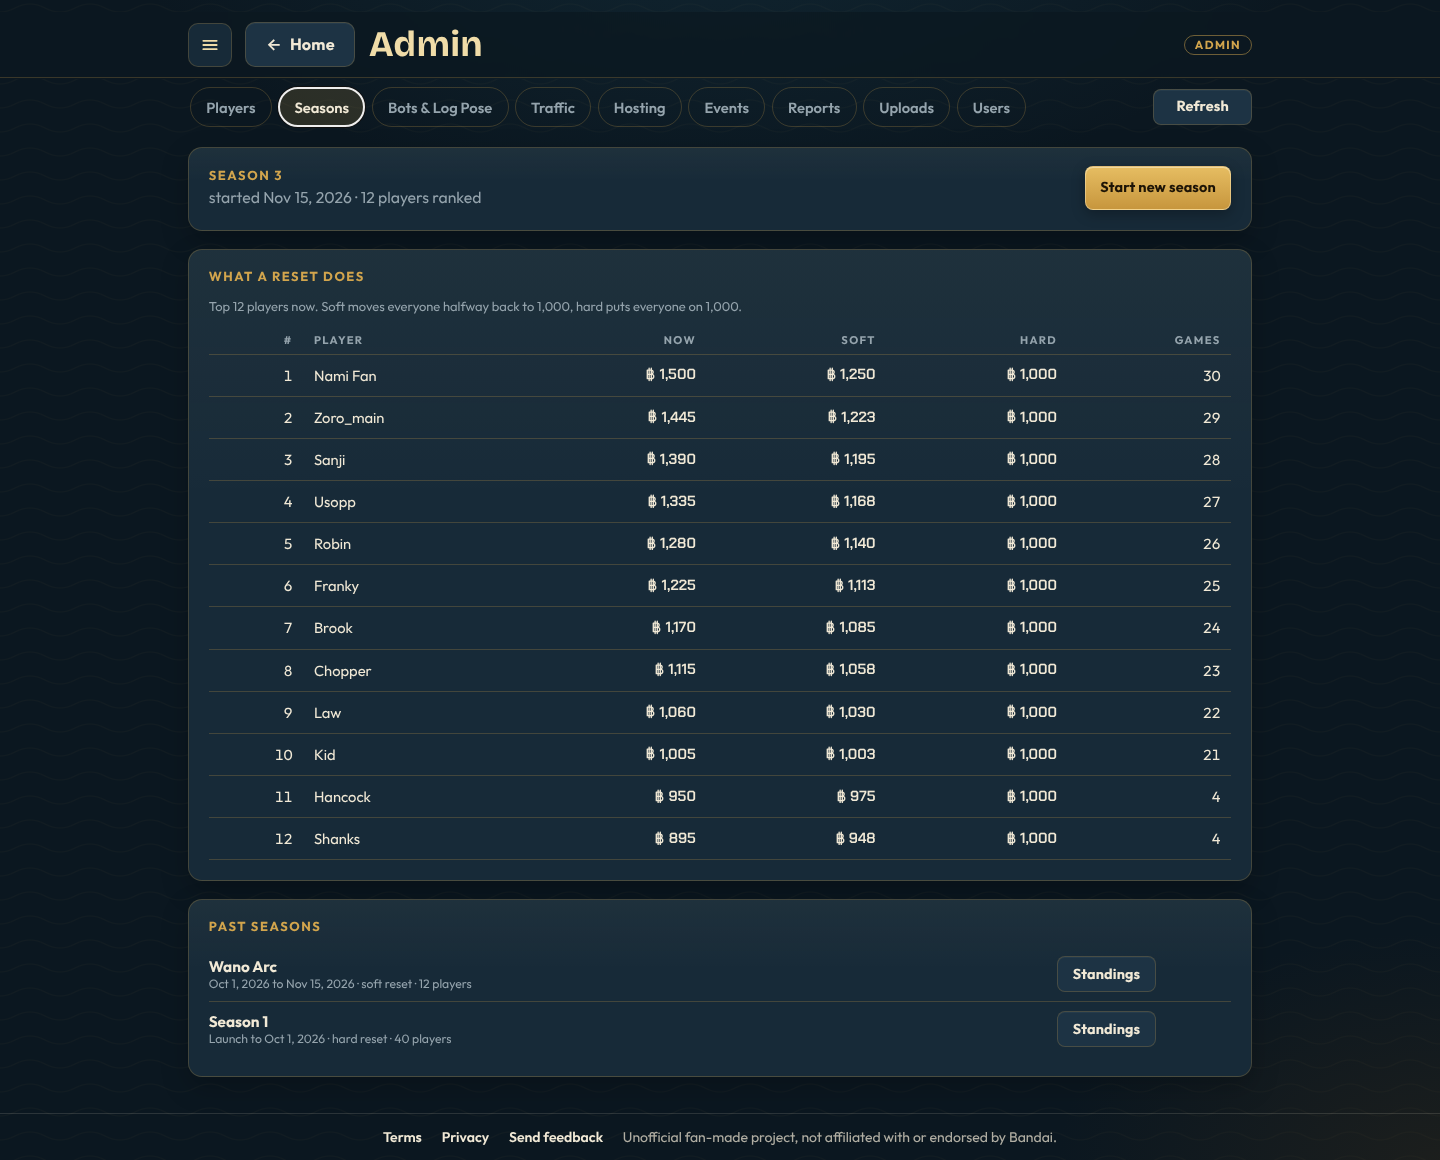 Home
Admin
ADMIN
Players Seasons Bots & Log Pose Traffic Hosting Events Reports Uploads Users Refresh
SEASON 3
started Nov 15, 2026 · 12 players ranked
Start new season
WHAT A RESET DOES
Top 12 players now. Soft moves everyone halfway back to 1,000, hard puts everyone on 1,000.
# PLAYER NOW SOFT HARD GAMES
1 Nami Fan ฿ 1,500 ฿ 1,250 ฿ 1,000 30
2 Zoro_main ฿ 1,445 ฿ 1,223 ฿ 1,000 29
3 Sanji ฿ 1,390 ฿ 1,195 ฿ 1,000 28
4 Usopp ฿ 1,335 ฿ 1,168 ฿ 1,000 27
5 Robin ฿ 1,280 ฿ 1,140 ฿ 1,000 26
6 Franky ฿ 1,225 ฿ 1,113 ฿ 1,000 25
7 Brook ฿ 1,170 ฿ 1,085 ฿ 1,000 24
8 Chopper ฿ 1,115 ฿ 1,058 ฿ 1,000 23
9 Law ฿ 1,060 ฿ 1,030 ฿ 1,000 22
10 Kid ฿ 1,005 ฿ 1,003 ฿ 1,000 21
11 Hancock ฿ 950 ฿ 975 ฿ 1,000 4
12 Shanks ฿ 895 ฿ 948 ฿ 1,000 4
PAST SEASONS
Wano Arc
Oct 1, 2026 to Nov 15, 2026 · soft reset · 12 players
Standings
Season 1
Launch to Oct 1, 2026 · hard reset · 40 players
Standings
Terms Privacy Send feedback Unofficial fan-made project, not affiliated with or endorsed by Bandai.